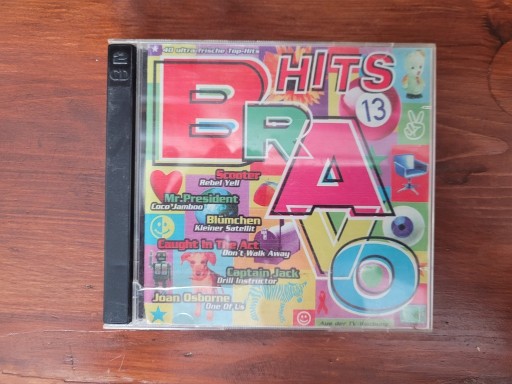 40 ultra-frische Top-Hits
BRAVO
HITS
13
Scooter
Rebel Yell
Mr.President
Coco Jamboo
Blümchen
Kleiner Satellit
Caught In The Act
Don't Walk Away
Captain Jack
Drill Instructor
Joan Osborne
One Of Us
2